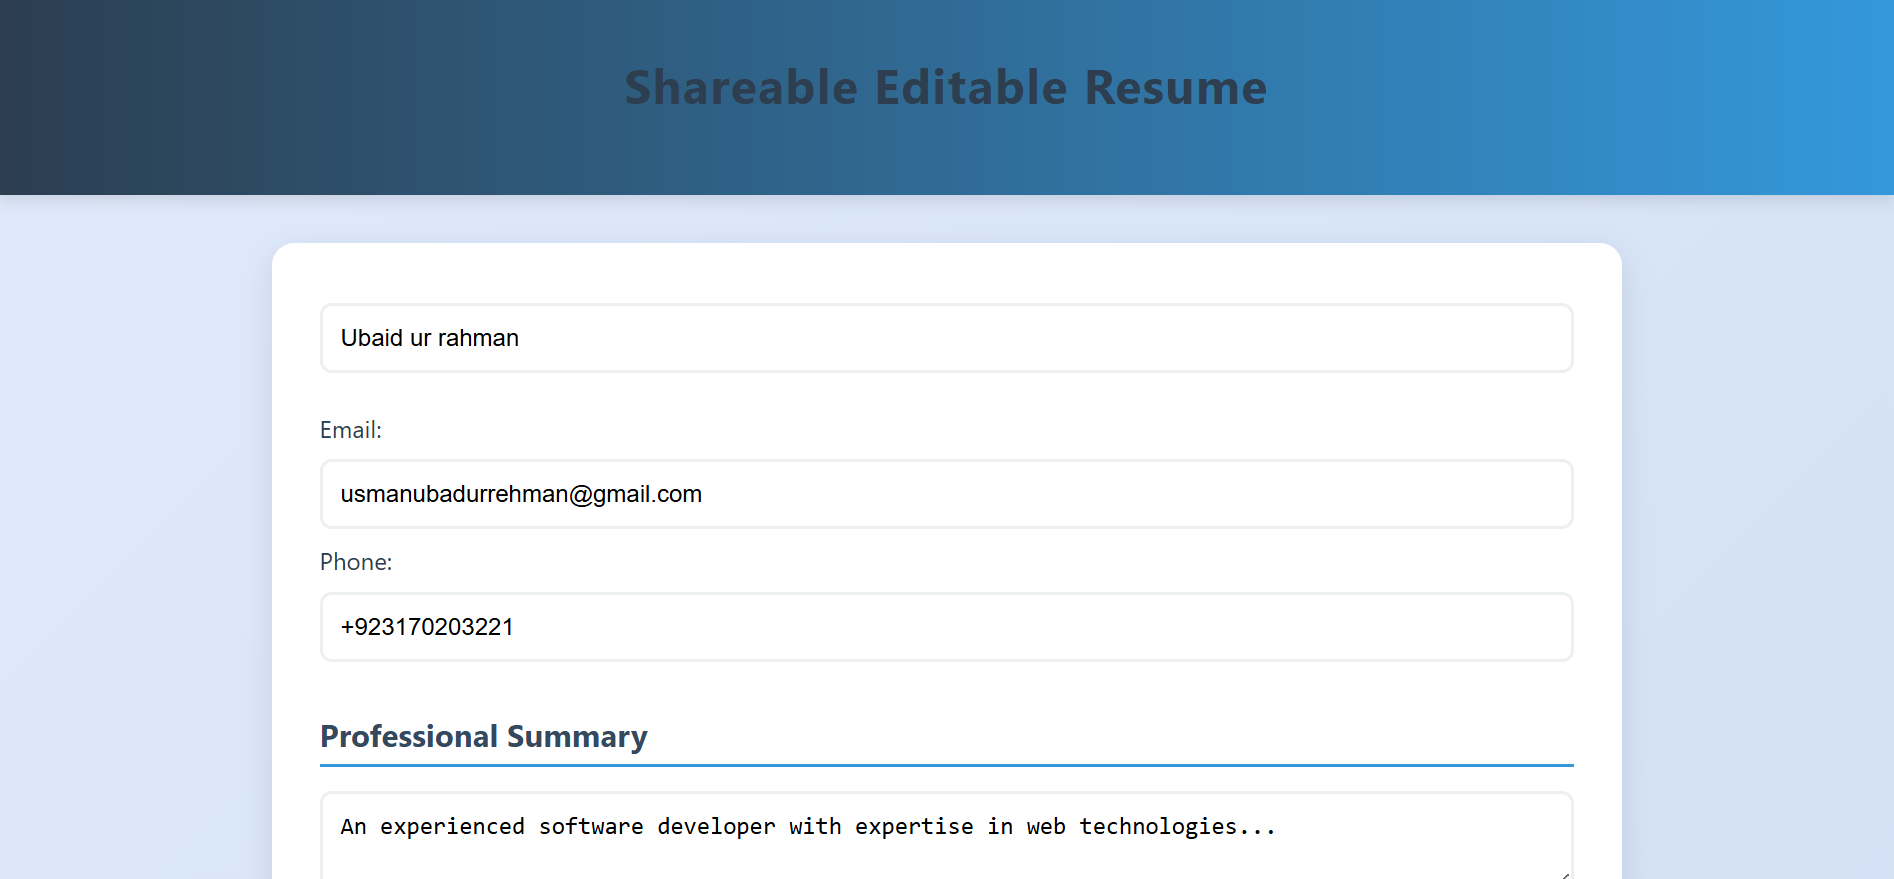 Shareable Editable Resume
Ubaid ur rahman
Email:
usmanubadurrehman@gmail.com
Phone:
+923170203221
Professional Summary
An experienced software developer with expertise in web technologies...